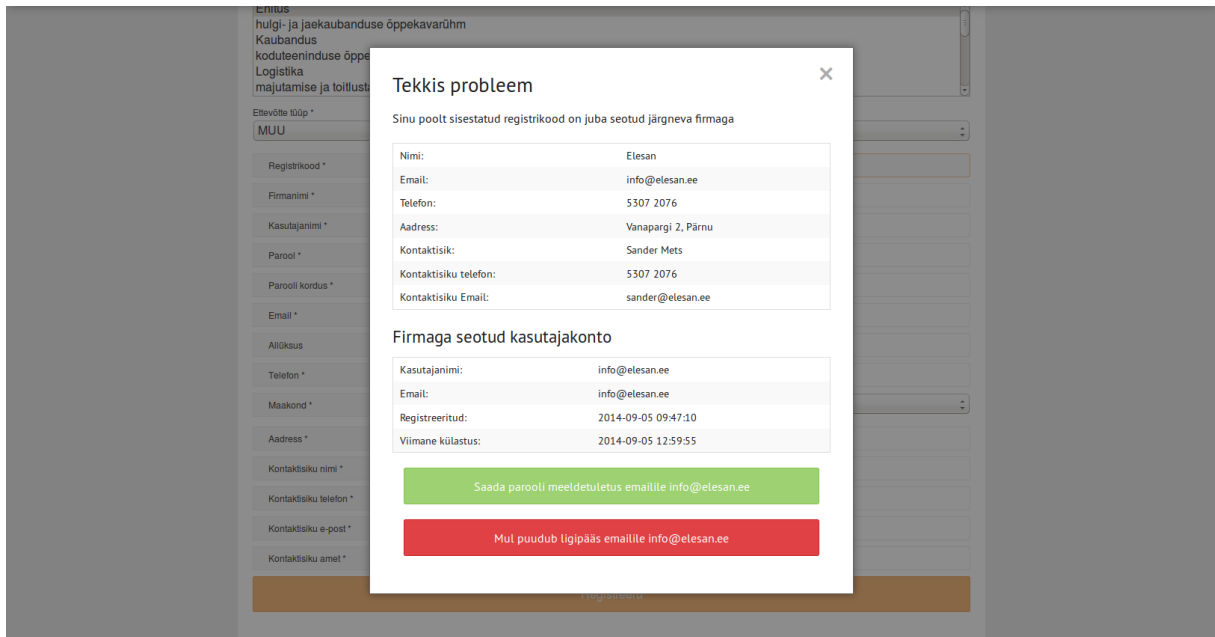 Ehitus
hulgi- ja jaekaubanduse õppekavarühm
Kaubandus
koduteeninduse
Logistika
majutamise ja
Ettevõtte tüüp *
MUU
Registrikood *
Firmanimi *
Kasutajanimi *
Parool *
Parooli kordus *
Email *
Allüksus
Telefon *
Maakond *
Aadress *
Kontaktisiku nimi *
Kontaktisiku telefon *
Kontaktisiku e-post *
Kontaktisiku amet *
Registreeru
Tekkis probleem
×
Sinu poolt sisestatud registrikood on juba seotud järgneva firmaga
Nimi: Elesan
Email: info@elesan.ee
Telefon: 5307 2076
Aadress: Vanapargi 2, Pärnu
Kontaktisik: Sander Mets
Kontaktisiku telefon: 5307 2076
Kontaktisiku Email: sander@elesan.ee
Firmaga seotud kasutajakonto
Kasutajanimi: info@elesan.ee
Email: info@elesan.ee
Registreeritud: 2014-09-05 09:47:10
Viimane külastus: 2014-09-05 12:59:55
Saada parooli meeldetuletus emailile info@elesan.ee
Mul puudub ligipääs emailile info@elesan.ee